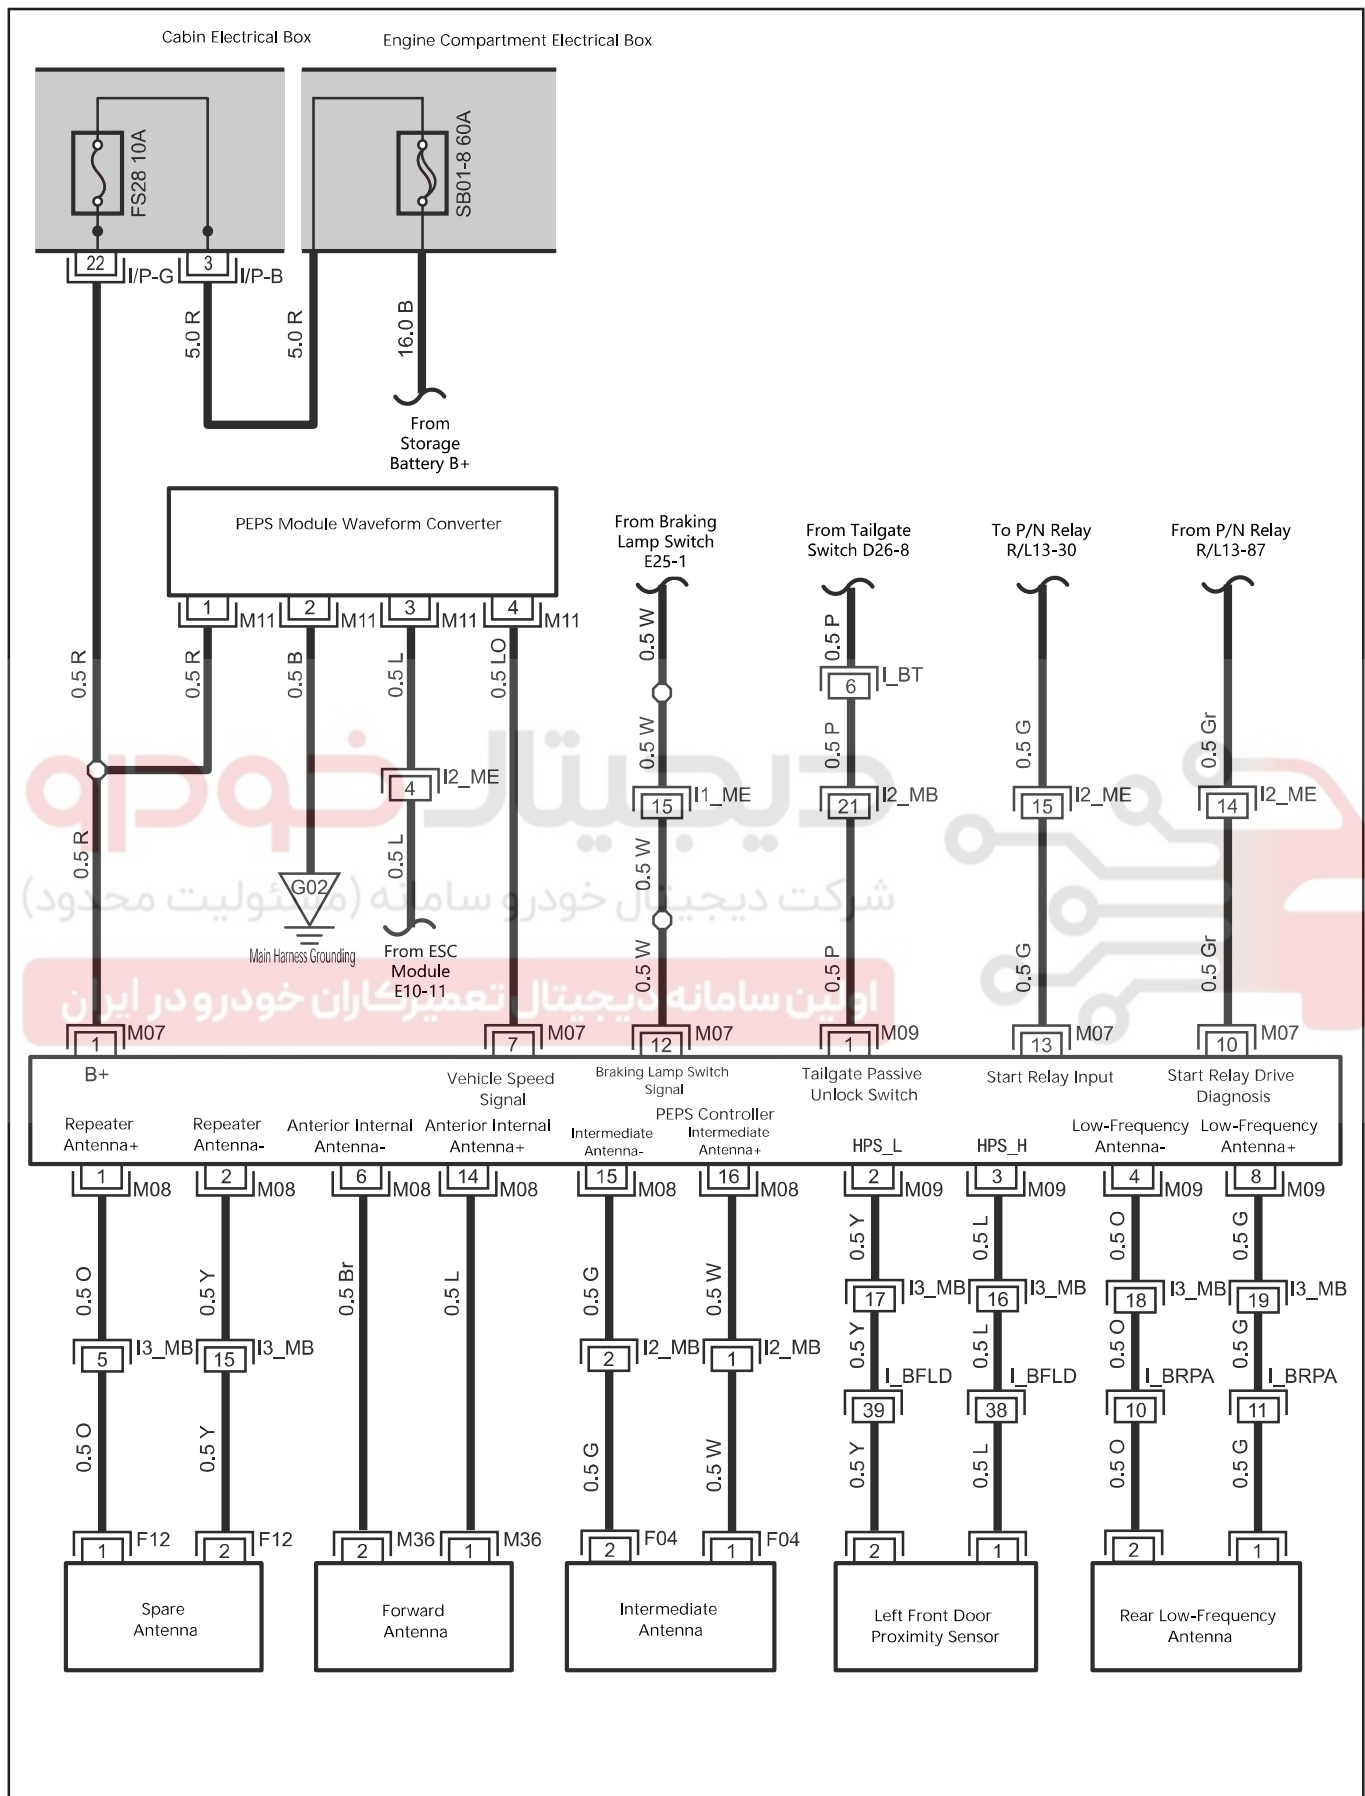 Cabin Electrical Box
Engine Compartment Electrical Box
FS28 10A
SB01-8 60A
22
I/P-G
3
I/P-B
5.0 R
5.0 R
16.0 B
From
Storage
Battery B+
PEPS Module Waveform Converter
From Braking
Lamp Switch
E25-1
From Tailgate
Switch D26-8
To P/N Relay
R/L13-30
From P/N Relay
R/L13-87
1
M11
2
M11
3
M11
4
M11
0.5 R
0.5 R
0.5 B
0.5 L
0.5 LO
0.5 W
0.5 P
6
I_BT
0.5 W
0.5 P
0.5 G
0.5 Gr
دیجیتال خودرو
4
I2_ME
15
I1_ME
21
I2_MB
15
I2_ME
14
I2_ME
0.5 R
0.5 L
0.5 W
شرکت دیجیتال خودرو سامانه (مسئولیت محدود)
G02
Main Harness Grounding
From ESC
Module
E10-11
0.5 W
0.5 P
0.5 G
0.5 Gr
اولین سامانه دیجیتال تعمیرکاران خودرو در ایران
1
M07
7
M07
12
M07
1
M09
13
M07
10
M07
B+
Vehicle Speed
Signal
Braking Lamp Switch
Signal
Tailgate Passive
Unlock Switch
Start Relay Input
Start Relay Drive
Diagnosis
PEPS Controller
Repeater
Antenna+
Repeater
Antenna-
Anterior Internal
Antenna-
Anterior Internal
Antenna+
Intermediate
Antenna-
Intermediate
Antenna+
HPS_L
HPS_H
Low-Frequency
Antenna-
Low-Frequency
Antenna+
1
M08
2
M08
6
M08
14
M08
15
M08
16
M08
2
M09
3
M09
4
M09
8
M09
0.5 O
0.5 Y
0.5 Br
0.5 L
0.5 G
0.5 W
0.5 Y
0.5 L
0.5 O
0.5 G
17
I3_MB
16
I3_MB
18
I3_MB
19
I3_MB
5
I3_MB
15
I3_MB
2
I2_MB
1
I2_MB
0.5 Y
0.5 L
0.5 O
0.5 G
39
I_BFLD
38
I_BFLD
10
I_BRPA
11
I_BRPA
0.5 O
0.5 Y
0.5 G
0.5 W
0.5 Y
0.5 L
0.5 O
0.5 G
1
F12
2
F12
2
M36
1
M36
2
F04
1
F04
2
1
2
1
Spare
Antenna
Forward
Antenna
Intermediate
Antenna
Left Front Door
Proximity Sensor
Rear Low-Frequency
Antenna